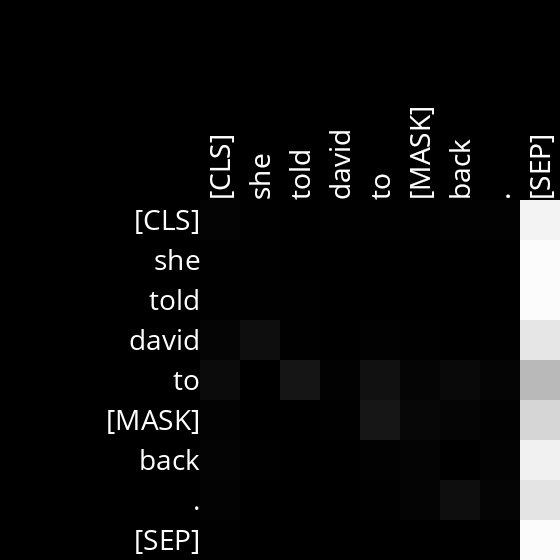 [CLS] she told david to [MASK] back . [SEP]
[CLS]
she
told
david
to
[MASK]
back
.
[SEP]